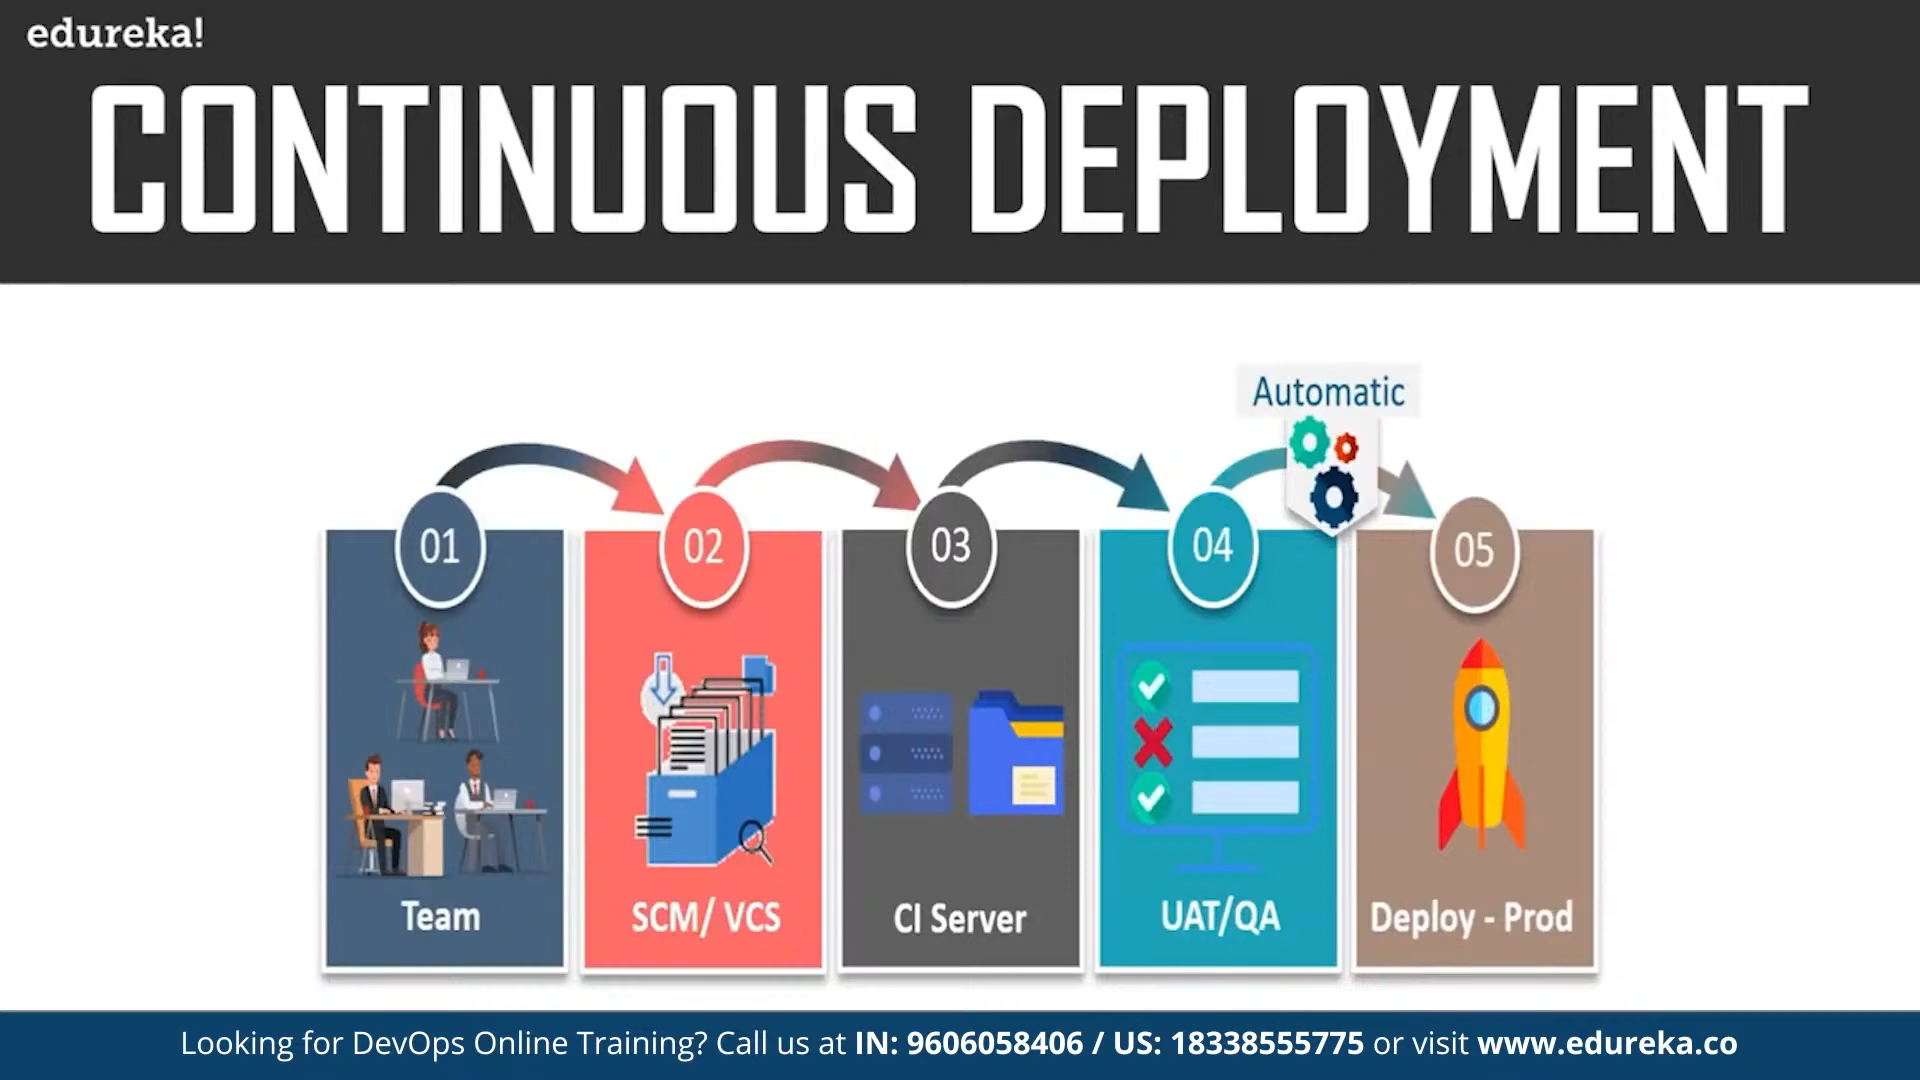 edureka!
CONTINUOUS DEPLOYMENT
Automatic
01
02
03
04
05
Team
SCM/ VCS
CI Server
UAT/QA
Deploy - Prod
Looking for DevOps Online Training? Call us at IN: 9606058406 / US: 18338555775 or visit www.edureka.co